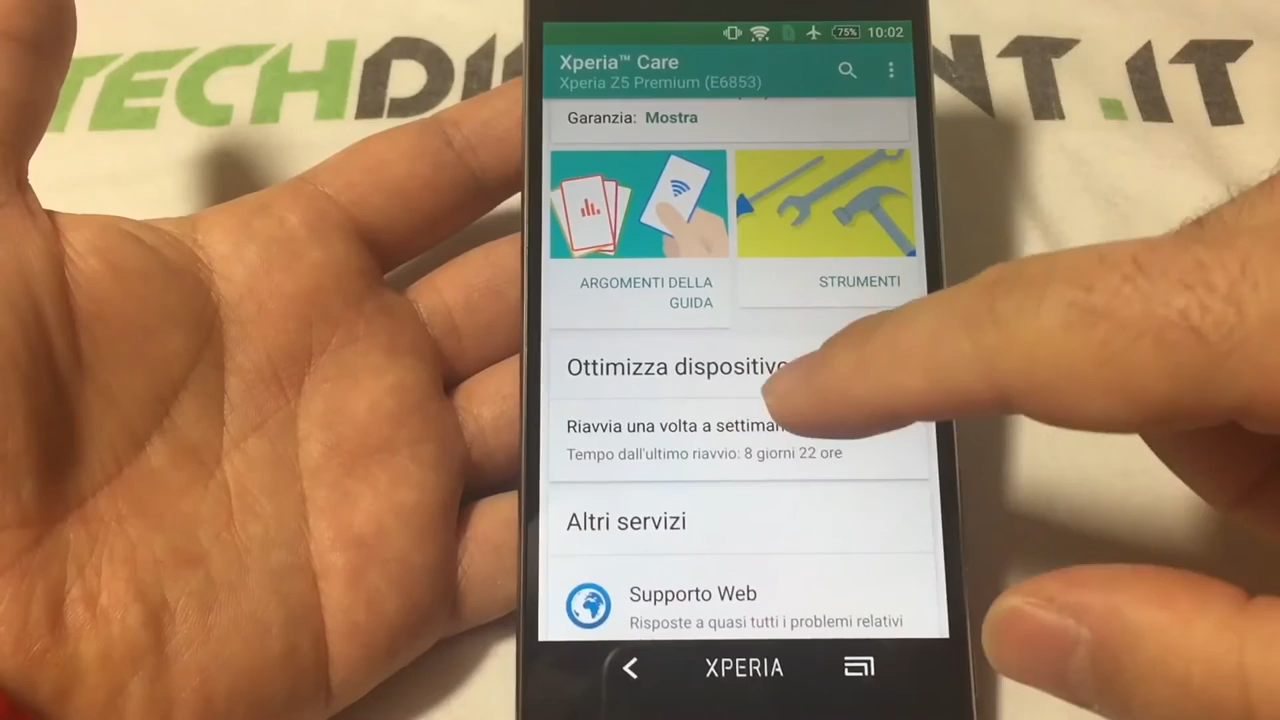 TECHDI NT.IT
75% 10:02
Xperia™ Care
Xperia Z5 Premium (E6853)
Garanzia: Mostra
ARGOMENTI DELLA
GUIDA
STRUMENTI
Ottimizza dispositivo
Riavvia una volta a
Tempo dall'ultimo riavvio: 8 giorni 22 ore
Altri servizi
Supporto Web
Risposte a quasi tutti i problemi relativi
XPERIA